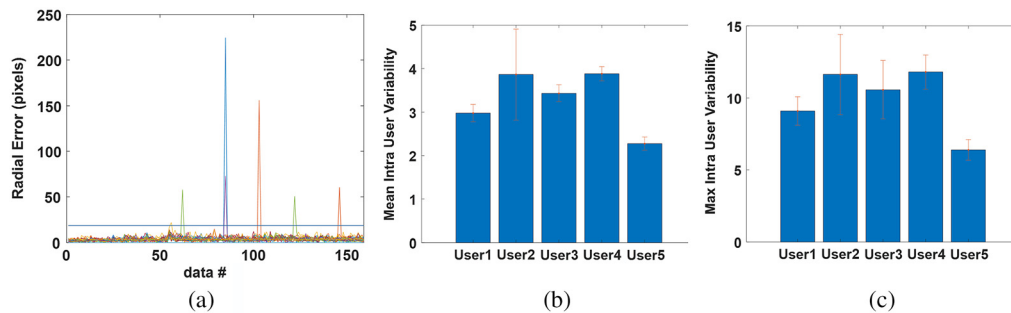 Radial Error (pixels)
250
200
150
100
50
0
0 50 100 150
data #
(a)
Mean Intra User Variability
5
4
3
2
1
0
User1 User2 User3 User4 User5
(b)
Max Intra User Variability
15
10
5
0
User1 User2 User3 User4 User5
(c)